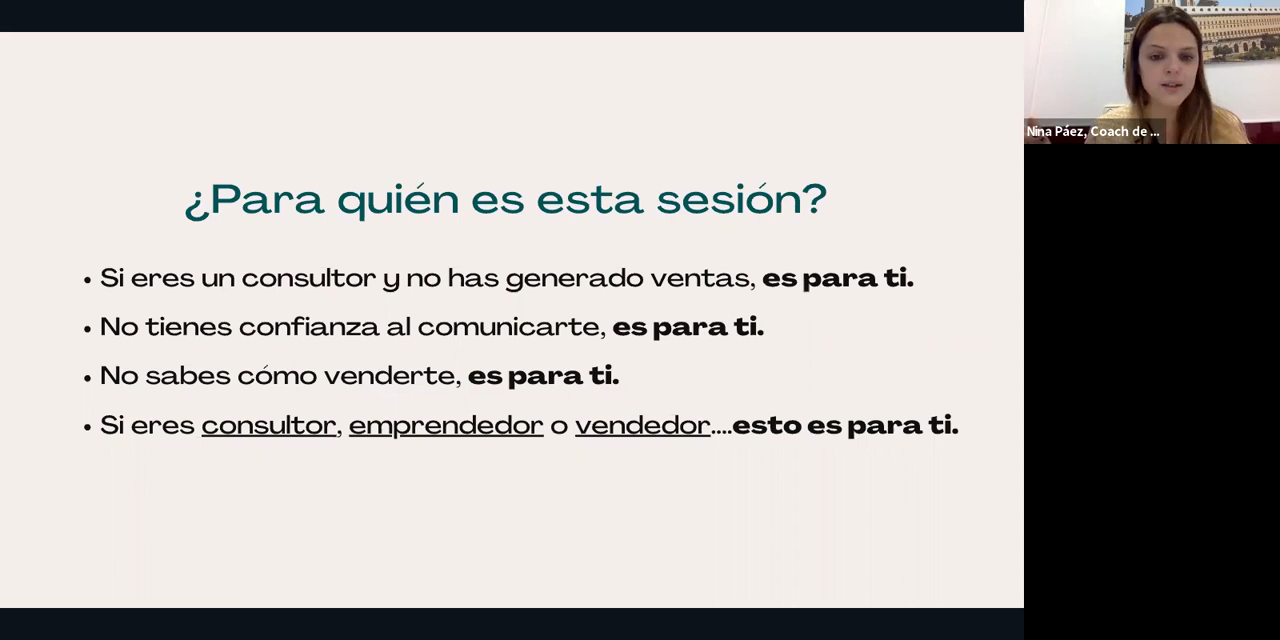 ¿Para quién es esta sesión?
• Si eres un consultor y no has generado ventas, es para ti.
• No tienes confianza al comunicarte, es para ti.
• No sabes cómo venderte, es para ti.
• Si eres consultor, emprendedor o vendedor....esto es para ti.
Nina Páez, Coach de ...